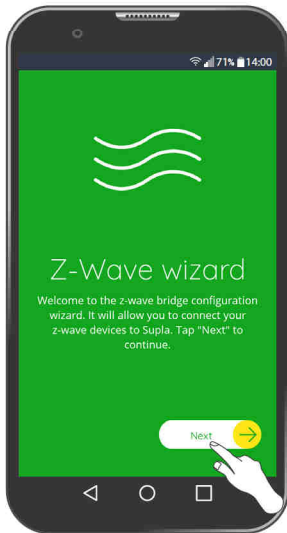 71% 14:00
Z-Wave wizard
Welcome to the z-wave bridge configuration
wizard. It will allow you to connect your
z-wave devices to Supla. Tap "Next" to
continue.
Next